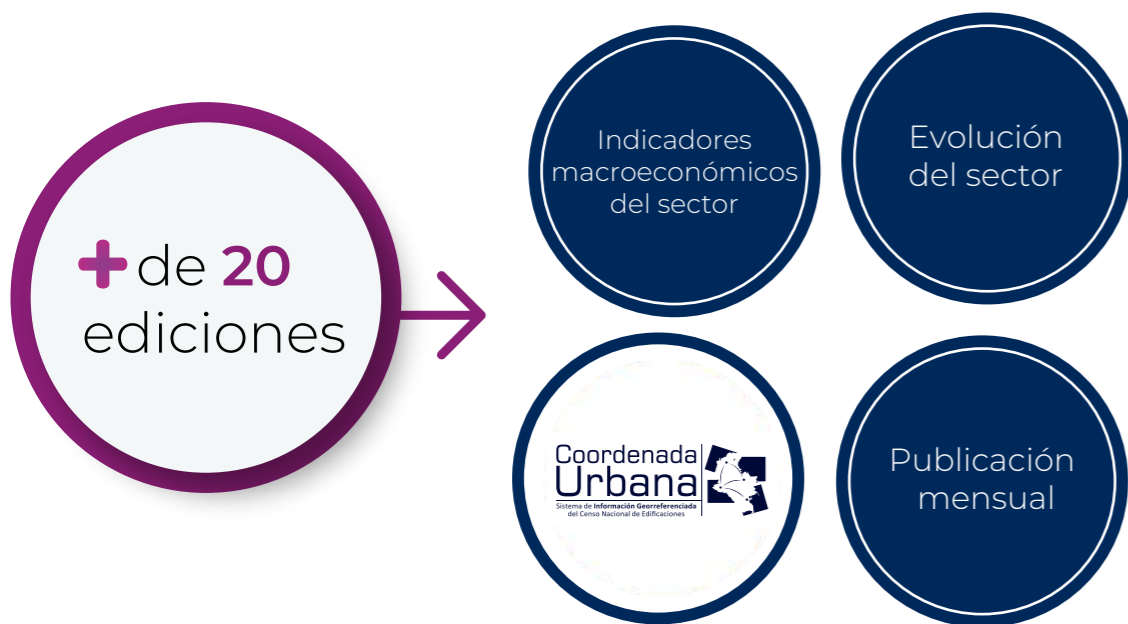 + de 20
ediciones
Indicadores
macroeconómicos
del sector
Evolución
del sector
Coordenada
Urbana
Sistema de Información Georreferenciada
del Censo Nacional de Edificaciones
Publicación
mensual